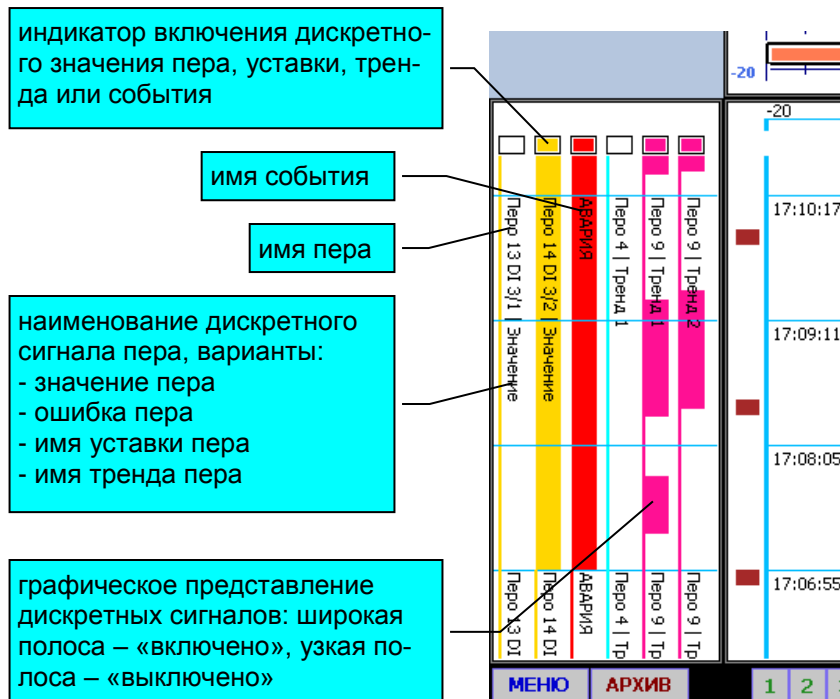 индикатор включения дискретно-
го значения пера, уставки, трен-
да или события
имя события
имя пера
наименование дискретного
сигнала пера, варианты:
- значение пера
- ошибка пера
- имя уставки пера
- имя тренда пера
графическое представление
дискретных сигналов: широкая
полоса – «включено», узкая по-
лоса – «выключено»
Перо 13 DI 3/1 | Значение
Перо 14 DI 3/2 | Значение
АВАРИЯ
Перо 4 | Тренд 1
Перо 9 | Тренд 1
Перо 9 | Тренд 2
Перо 13 DI
Перо 14 DI
АВАРИЯ
Перо 4 | Тр
Перо 9 | Тр
Перо 9 | Тр
-20
-20
17:10:17
17:09:11
17:08:05
17:06:55
МЕНЮ
АРХИВ
1
2